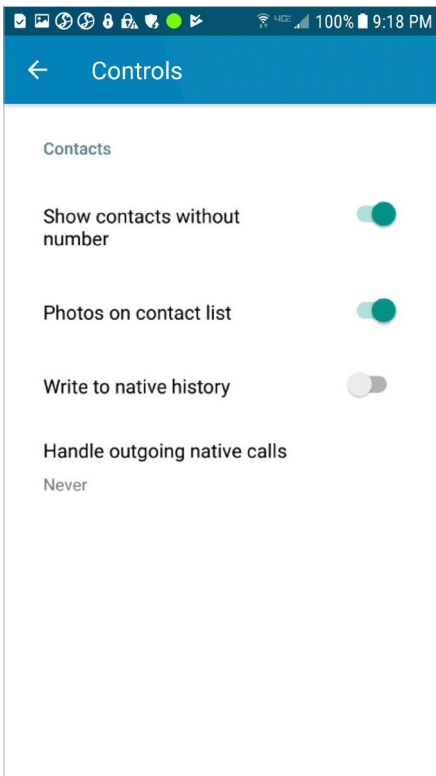 4G 100% 9:18 PM
Controls
Contacts
Show contacts without
number
Photos on contact list
Write to native history
Handle outgoing native calls
Never